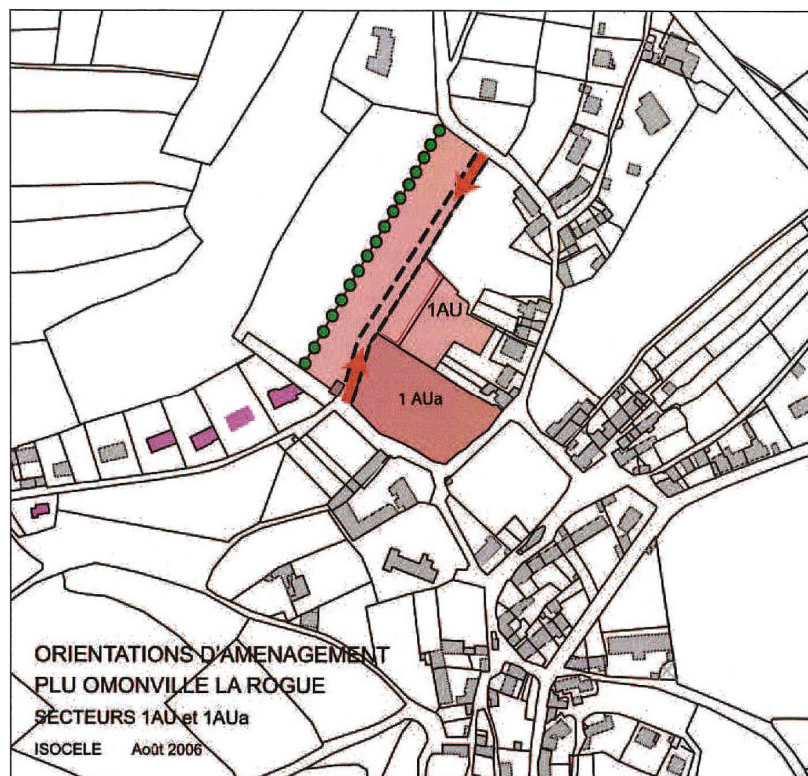 1AU
1 AUa
ORIENTATIONS D'AMENAGEMENT
PLU OMONVILLE LA ROGUE
SECTEURS 1AU et 1AUa
ISOCELE Août 2006